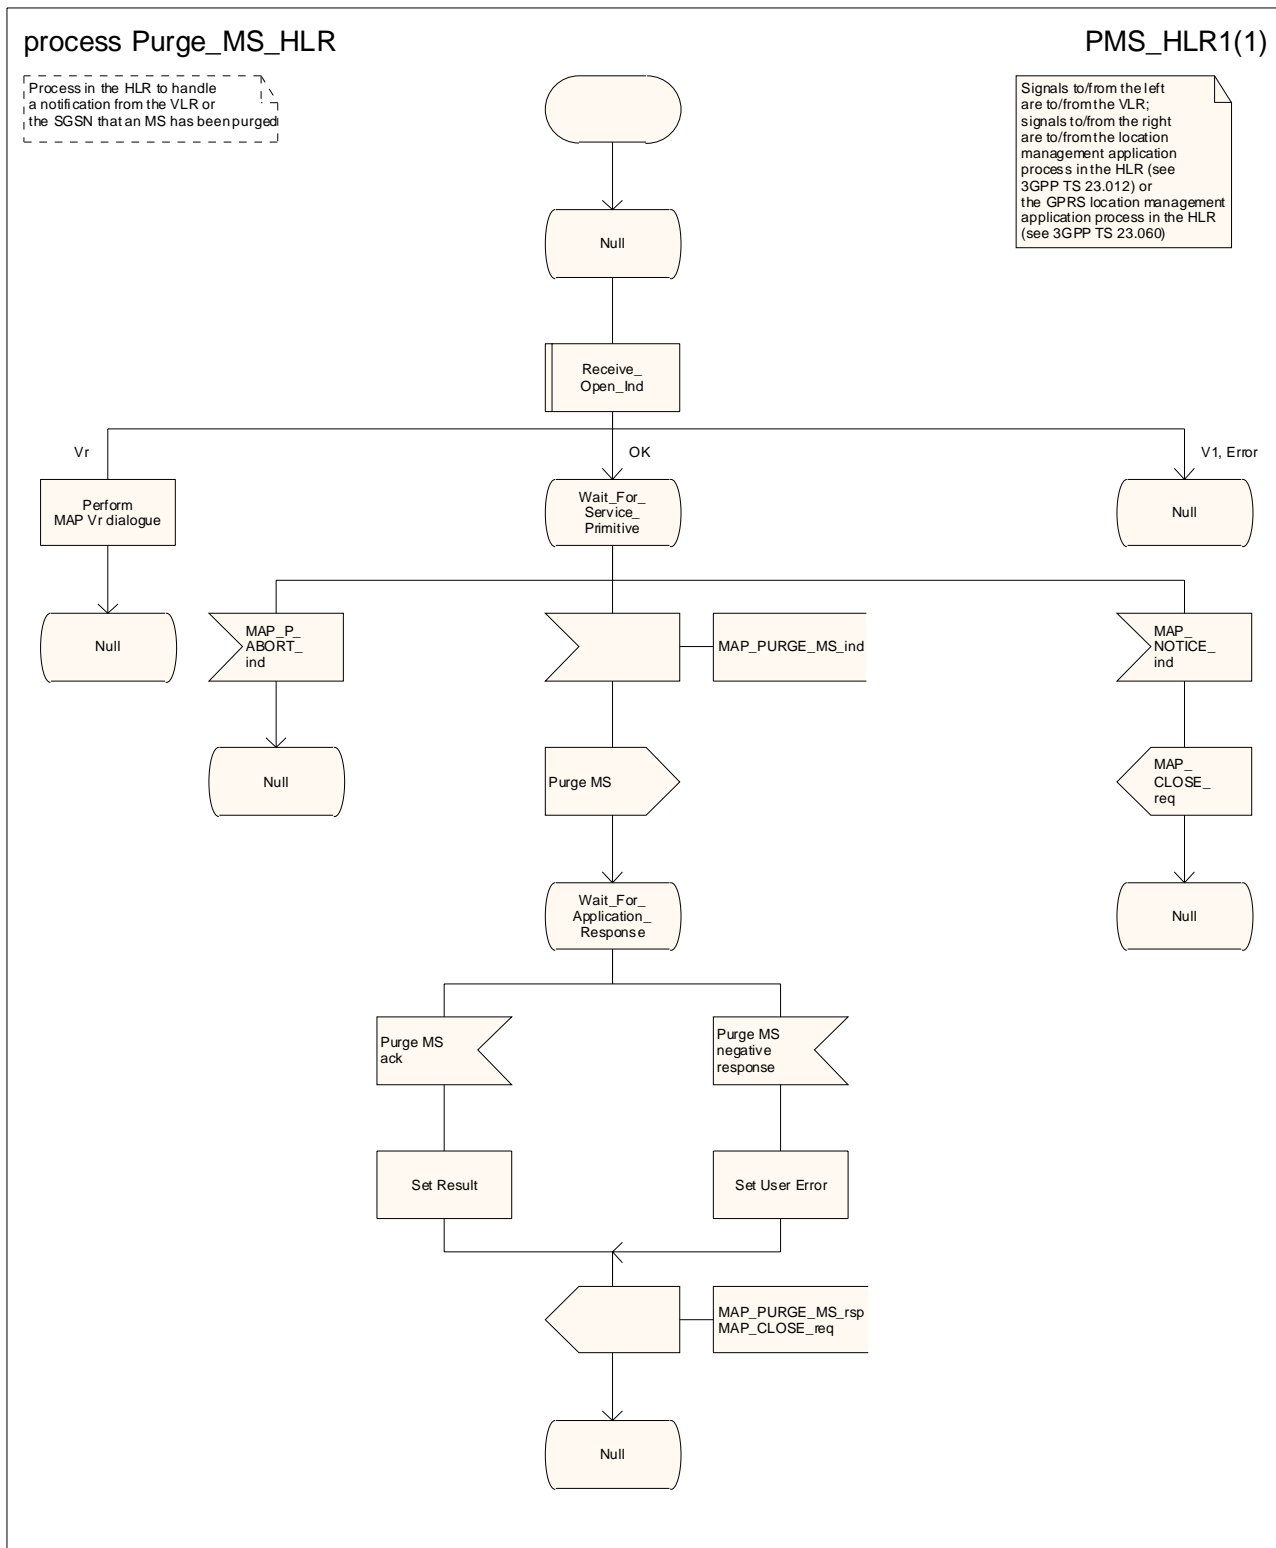 process Purge_MS_HLR
PMS_HLR1(1)
Process in the HLR to handle
a notification from the VLR or
the SGSN that an MS has been purged
Signals to/from the left
are to/from the VLR;
signals to/from the right
are to/from the location
management application
process in the HLR (see
3GPP TS 23.012) or
the GPRS location management
application process in the HLR
(see 3GPP TS 23.060)
Null
Receive_
Open_Ind
Vr
OK
V1, Error
Perform
MAP Vr dialogue
Wait_For_
Service_
Primitive
Null
Null
MAP_P_
ABORT_
ind
MAP_PURGE_MS_ind
MAP_
NOTICE_
ind
Null
Purge MS
MAP_
CLOSE_
req
Wait_For_
Application_
Response
Null
Purge MS
ack
Purge MS
negative
response
Set Result
Set User Error
MAP_PURGE_MS_rsp
MAP_CLOSE_req
Null